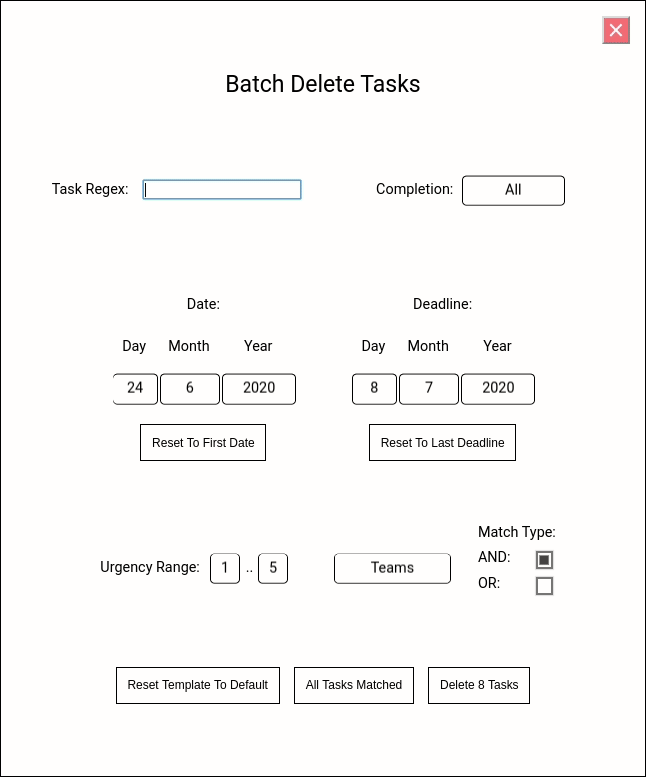 Batch Delete Tasks
Task Regex: Completion: All
Date: Deadline:
Day Month Year Day Month Year
24 6 2020 8 7 2020
Reset To First Date Reset To Last Deadline
Match Type:
AND:
Urgency Range: 1 .. 5 Teams
OR:
Reset Template To Default All Tasks Matched Delete 8 Tasks